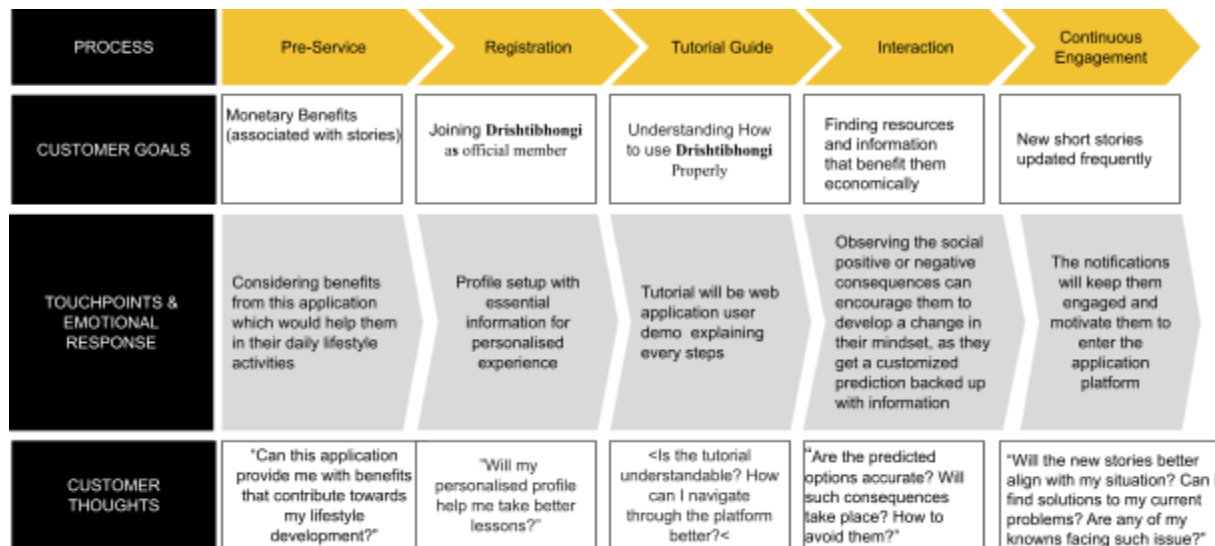 PROCESS
Pre-Service
Registration
Tutorial Guide
Interaction
Continuous
Engagement
CUSTOMER GOALS
Monetary Benefits
(associated with stories)
Joining Drishtibhongi
as official member
Understanding How
to use Drishtibhongi
Properly
Finding resources
and information
that benefit them
economically
New short stories
updated frequently
TOUCHPOINTS &
EMOTIONAL
RESPONSE
Considering benefits
from this application
which would help them
in their daily lifestyle
activities
Profile setup with
essential
information for
personalised
experience
Tutorial will be web
application user
demo explaining
every steps
Observing the social
positive or negative
consequences can
encourage them to
develop a change in
their mindset, as they
get a customized
prediction backed up
with information
The notifications
will keep them
engaged and
motivate them to
enter the
application
platform
CUSTOMER
THOUGHTS
"Can this application
provide me with benefits
that contribute towards
my lifestyle
development?"
"Will my
personalised profile
help me take better
lessons?"
<Is the tutorial
understandable? How
can I navigate
through the platform
better?<
"Are the predicted
options accurate? Will
such consequences
take place? How to
avoid them?"
"Will the new stories better
align with my situation? Can I
find solutions to my current
problems? Are any of my
knowns facing such issue?"